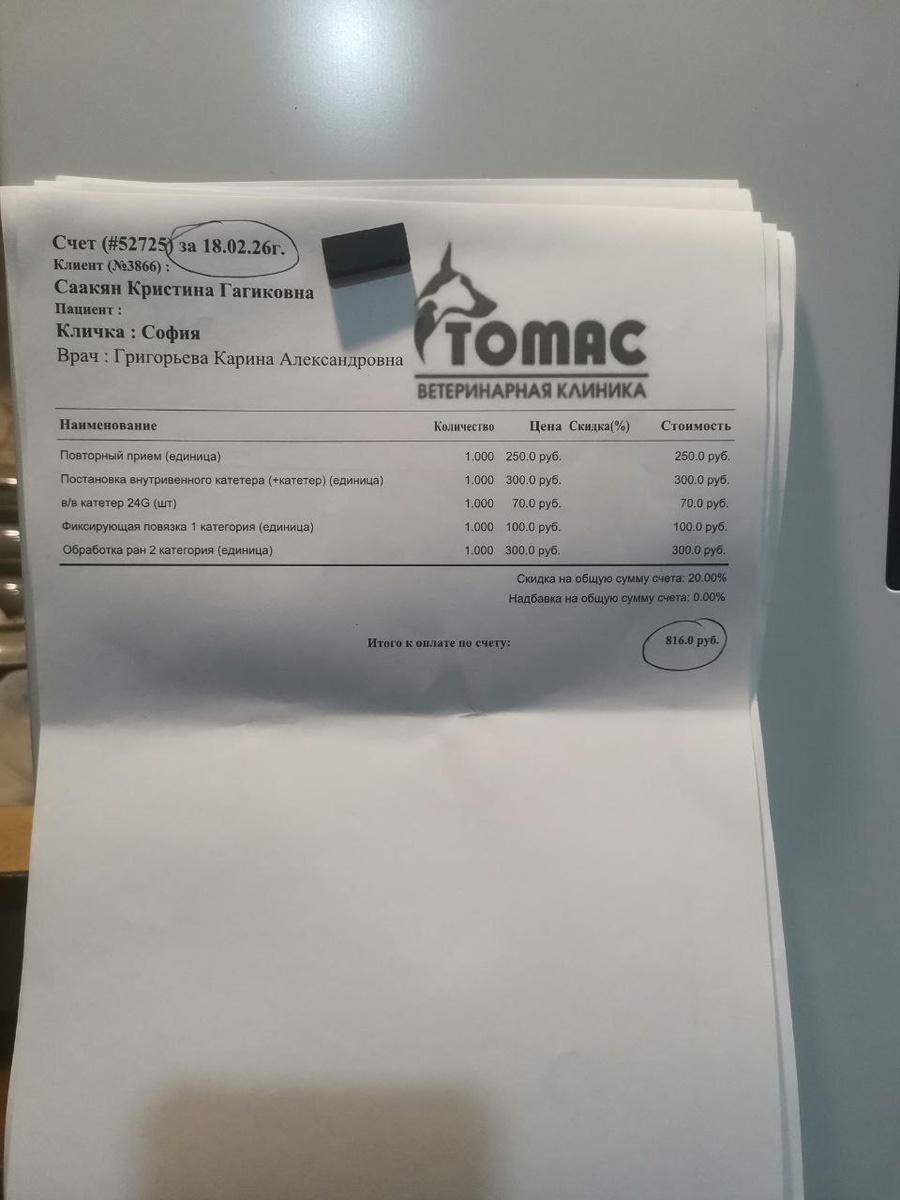 Счет (#52725) за 18.02.26г.
Клиент (№3866) :
Саакян Кристина Гагиковна
Пациент :
Кличка : София
Врач : Григорьева Карина Александровна
ТОМАС
ВЕТЕРИНАРНАЯ КЛИНИКА
Наименование Количество Цена Скидка(%) Стоимость
Повторный прием (единица) 1.000 250.0 руб. 250.0 руб.
Постановка внутривенного катетера (+катетер) (единица) 1.000 300.0 руб. 300.0 руб.
в/в катетер 24G (шт) 1.000 70.0 руб. 70.0 руб.
Фиксирующая повязка 1 категория (единица) 1.000 100.0 руб. 100.0 руб.
Обработка ран 2 категория (единица) 1.000 300.0 руб. 300.0 руб.
Скидка на общую сумму счета: 20.00%
Надбавка на общую сумму счета: 0.00%
Итого к оплате по счету: 816.0 руб.